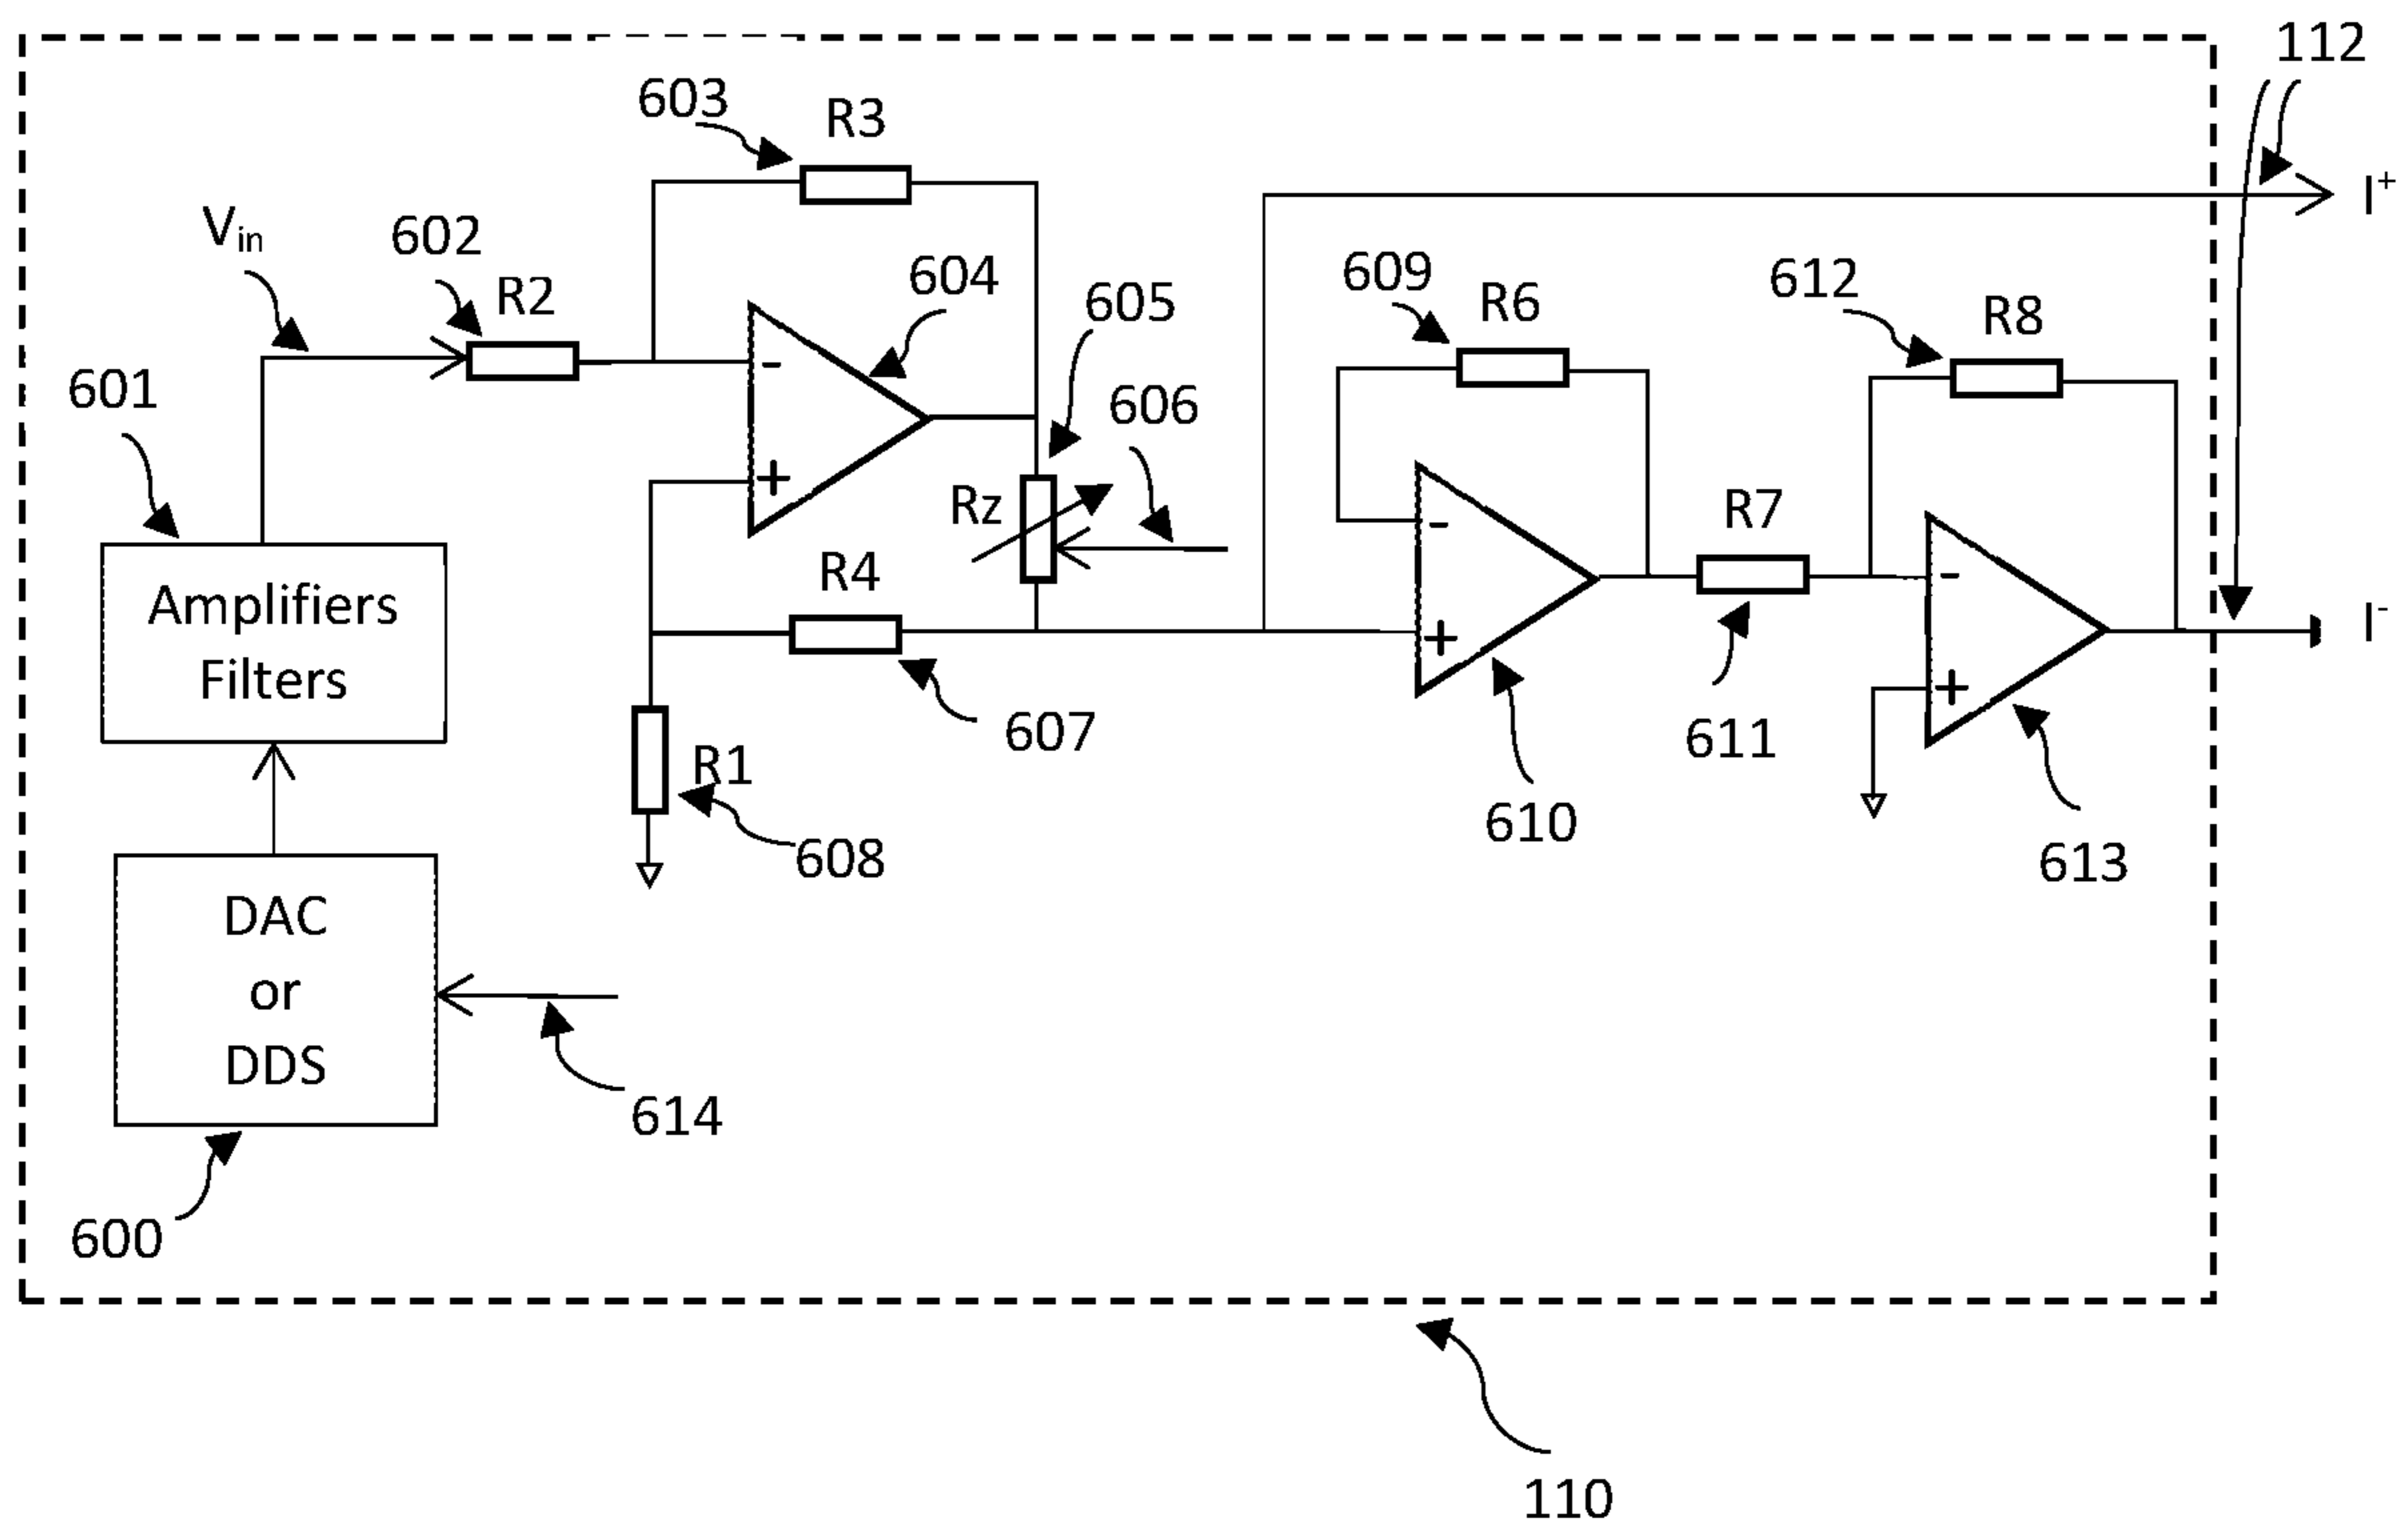 112
603
R3
I+
Vin
602
R2
604
605
609
R6
612
R8
601
606
Rz
R7
-
+
R4
-
+
-
+
I-
Amplifiers
Filters
R1
607
611
608
610
613
DAC
or
DDS
614
600
110